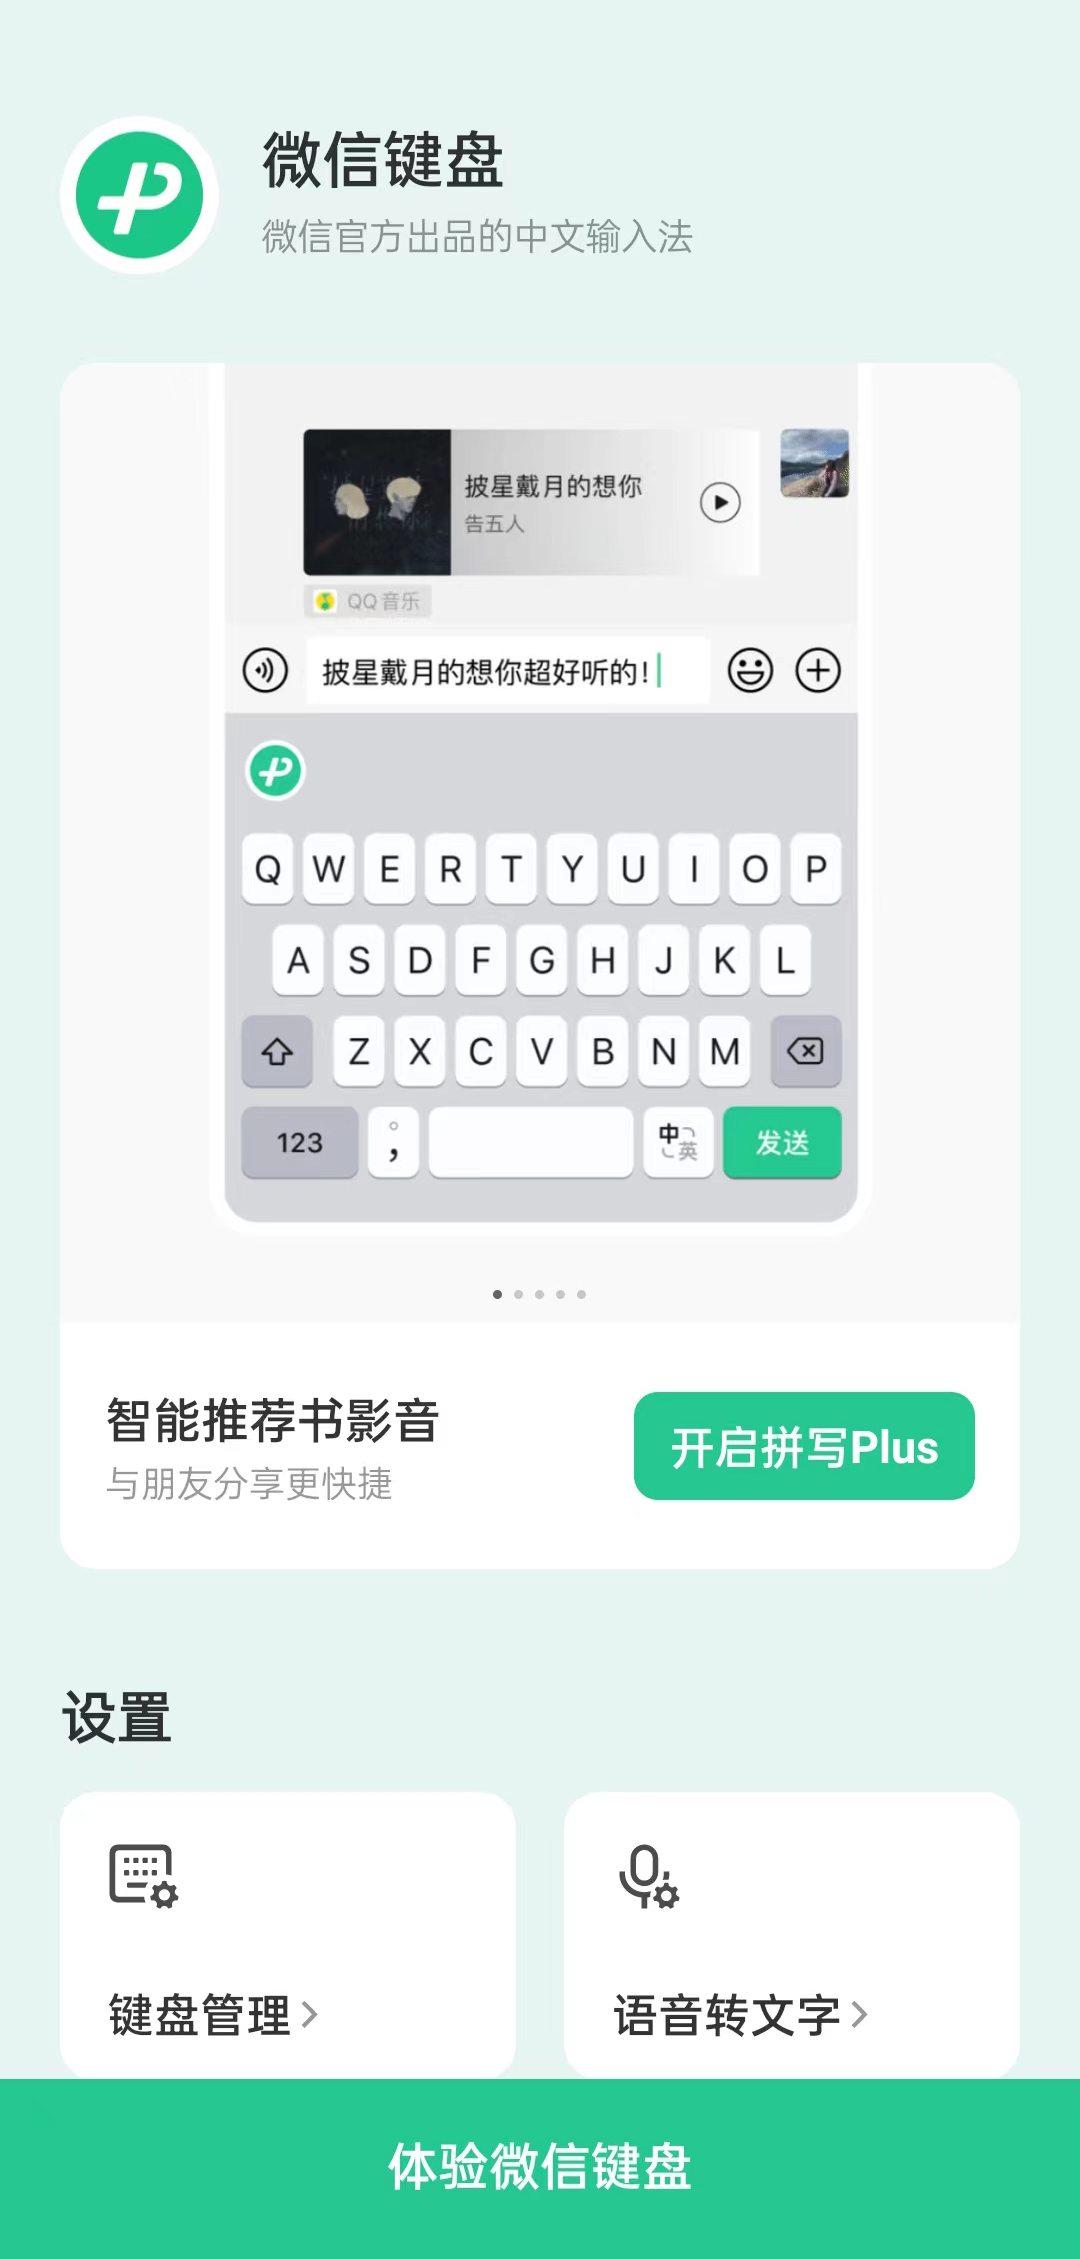 微信键盘
微信官方出品的中文输入法
披星戴月的想你
告五人
QQ音乐
披星戴月的想你超好听的!
Q W E R T Y U I O P
A S D F G H J K L
Z X C V B N M
123 , 中英 发送
智能推荐书影音
与朋友分享更快捷
开启拼写Plus
设置
键盘管理
语音转文字
体验微信键盘